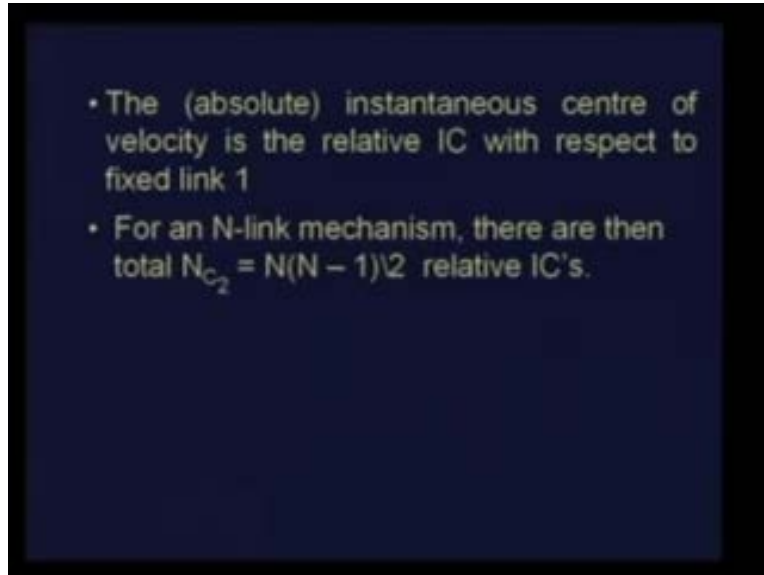 • The (absolute) instantaneous centre of
velocity is the relative IC with respect to
fixed link 1
• For an N-link mechanism, there are then
total N_C₂ = N(N – 1)\2 relative IC's.